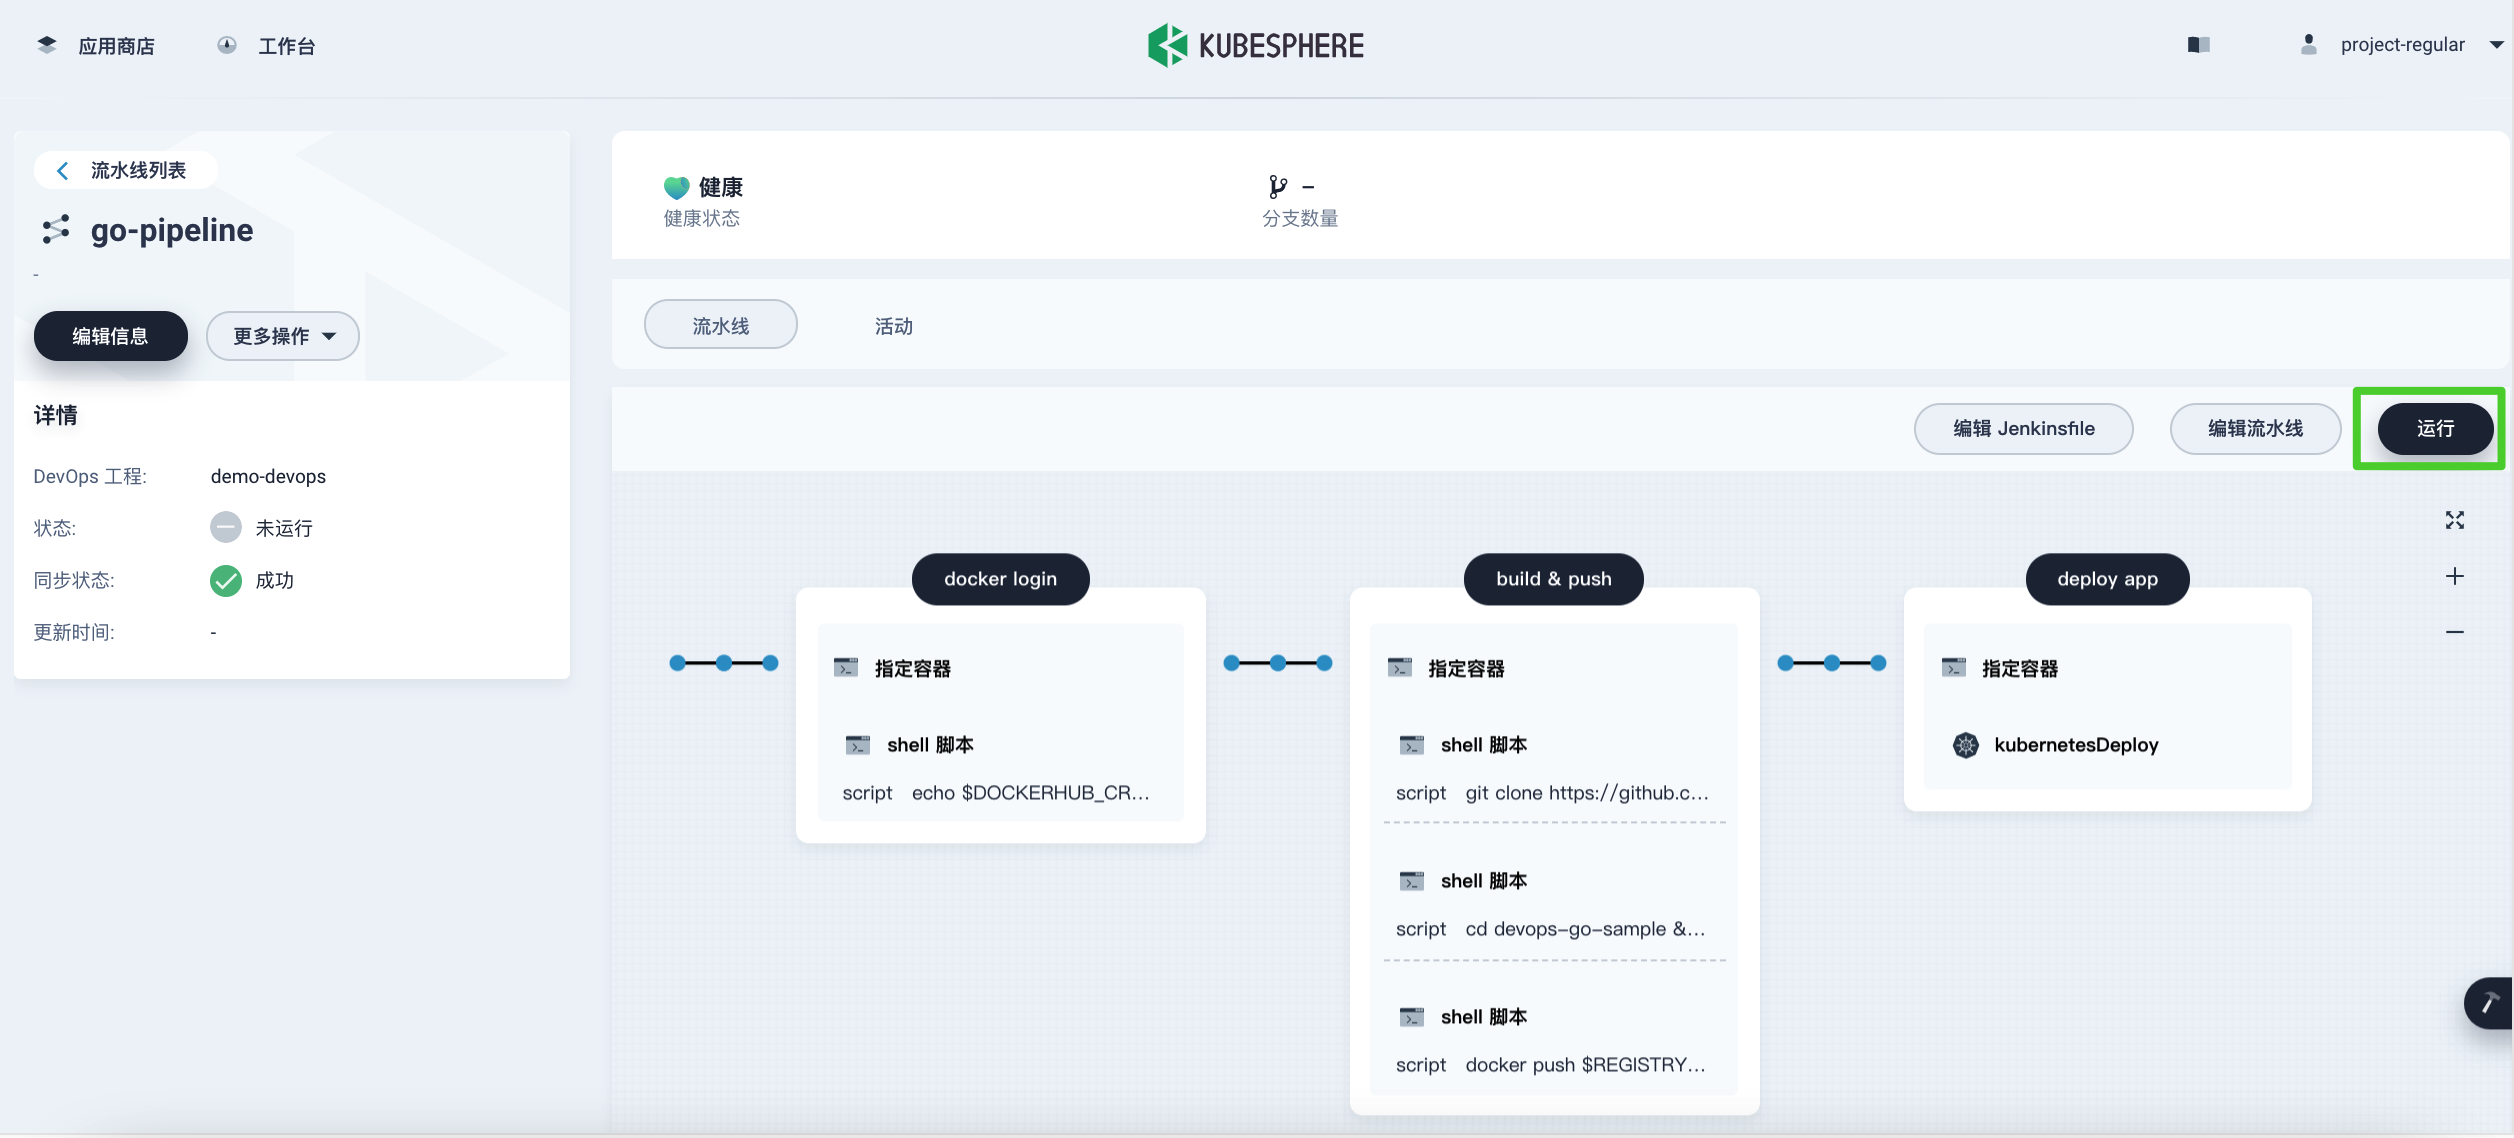 应用商店
工作台
KUBESPHERE
project-regular
流水线列表
go-pipeline
-
编辑信息
更多操作
详情
DevOps 工程:
demo-devops
状态:
未运行
同步状态:
成功
更新时间:
-
健康
健康状态
-
分支数量
流水线
活动
编辑 Jenkinsfile
编辑流水线
运行
docker login
指定容器
shell 脚本
script echo $DOCKERHUB_CR...
build & push
指定容器
shell 脚本
script git clone https://github.c...
shell 脚本
script cd devops-go-sample &...
shell 脚本
script docker push $REGISTRY...
deploy app
指定容器
kubernetesDeploy